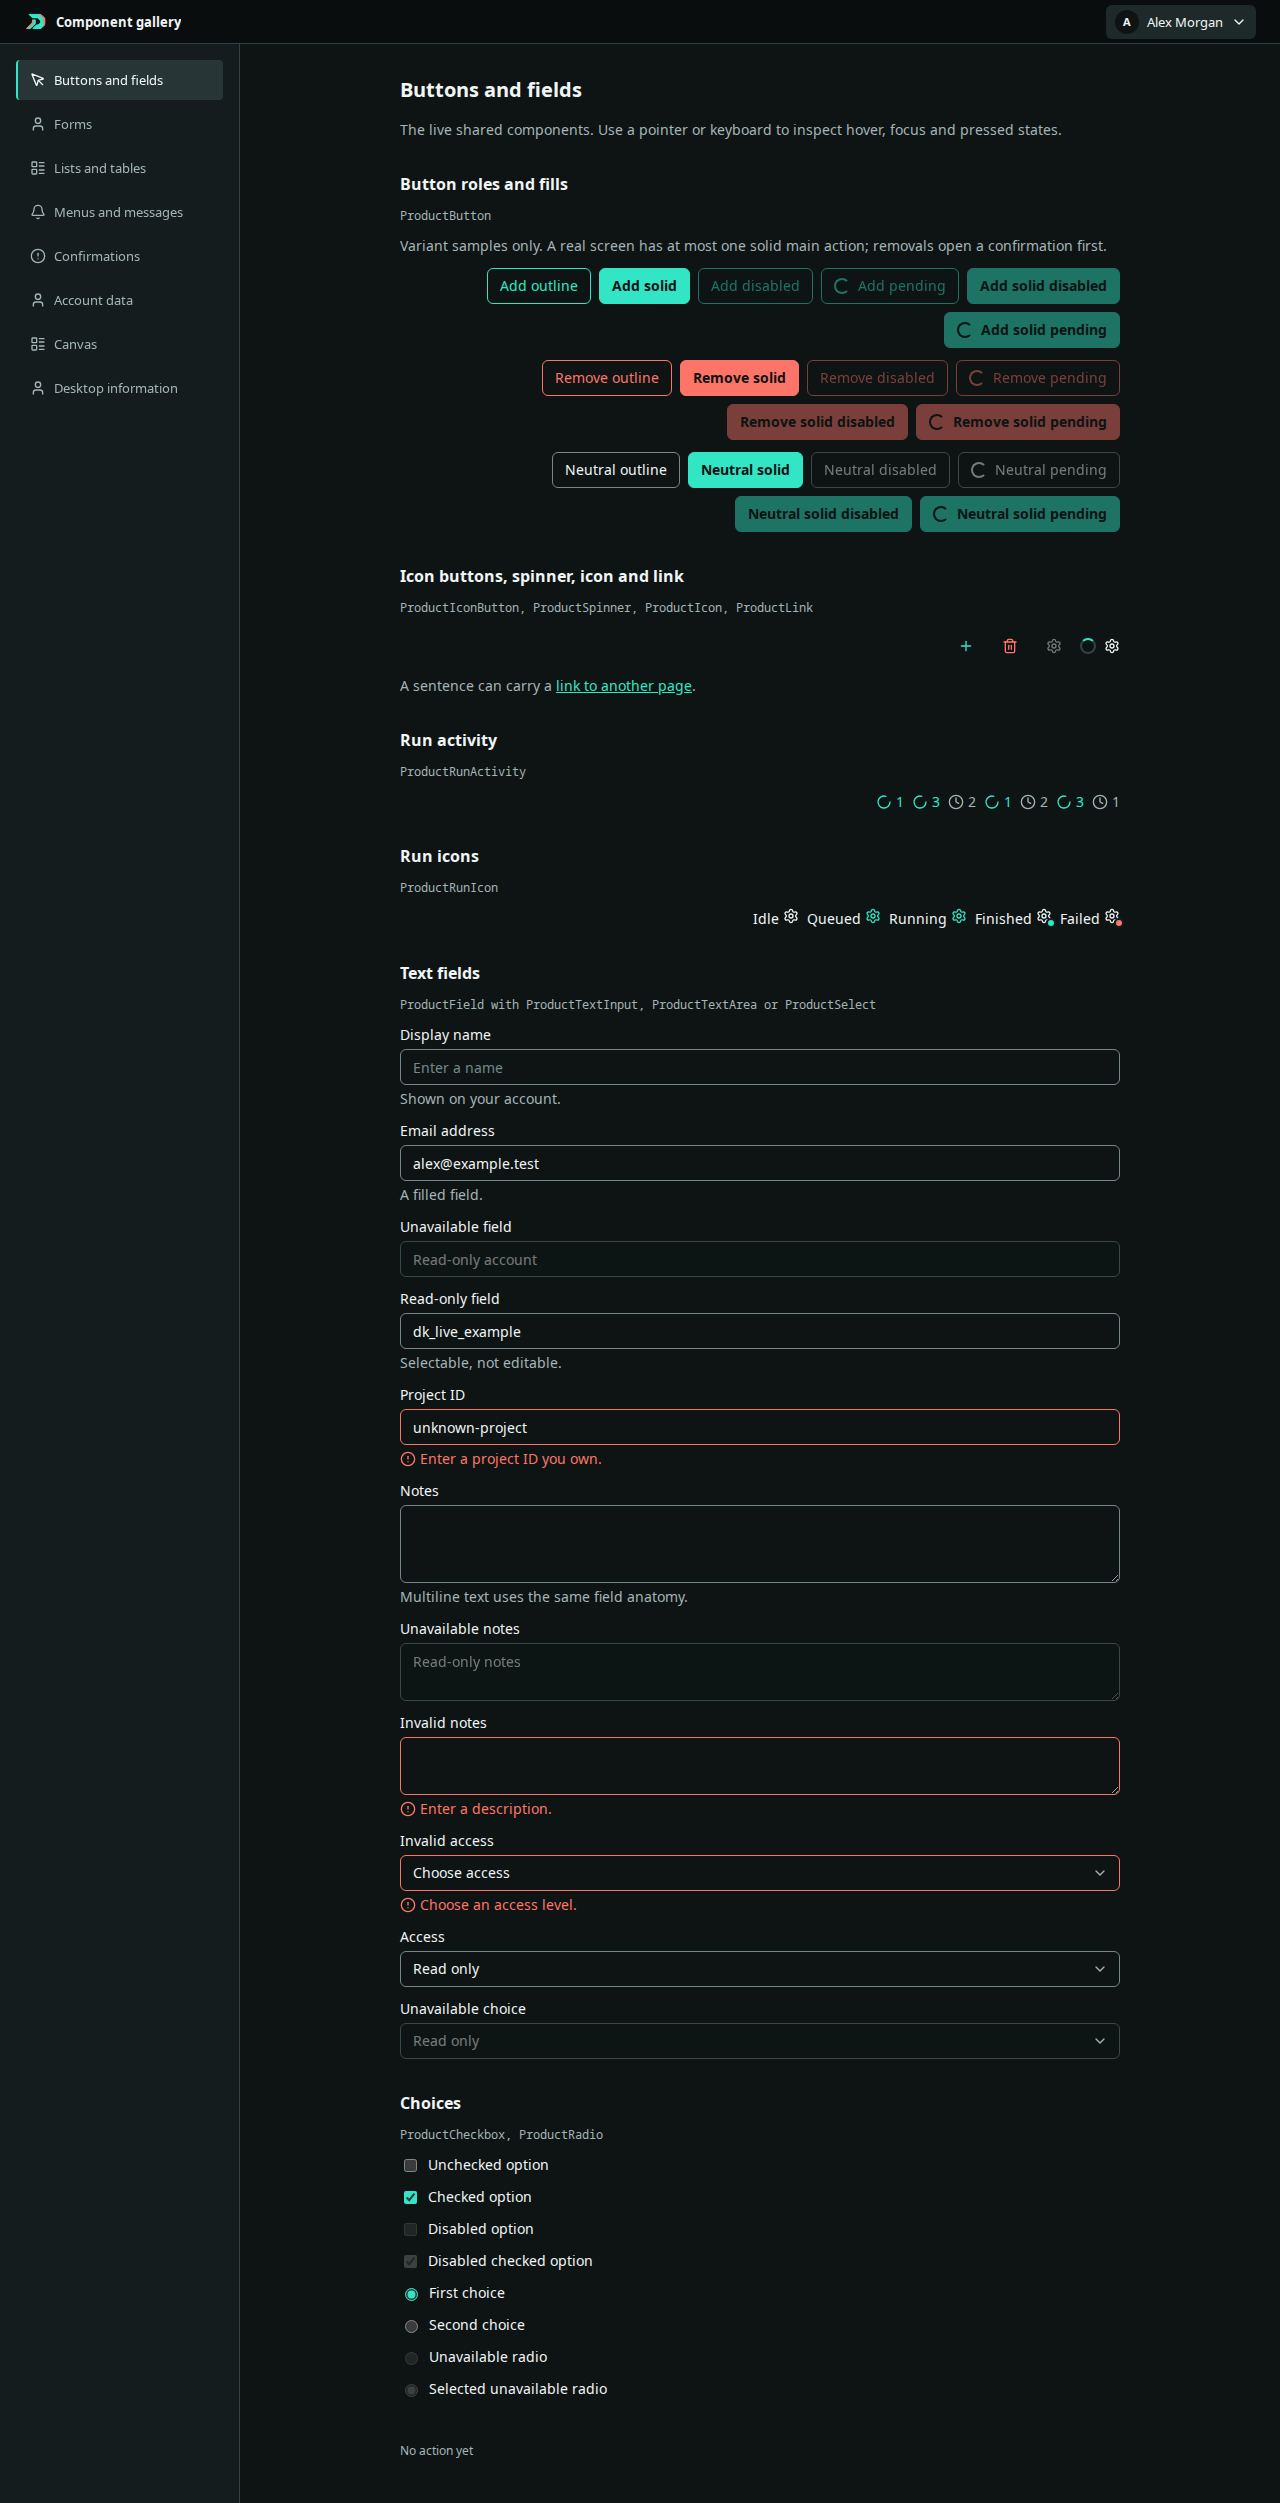 Component gallery
A Alex Morgan
Buttons and fields
Forms
Lists and tables
Menus and messages
Confirmations
Account data
Canvas
Desktop information
Buttons and fields
The live shared components. Use a pointer or keyboard to inspect hover, focus and pressed states.
Button roles and fills
ProductButton
Variant samples only. A real screen has at most one solid main action; removals open a confirmation first.
Add outline Add solid Add disabled Add pending Add solid disabled
Add solid pending
Remove outline Remove solid Remove disabled Remove pending
Remove solid disabled Remove solid pending
Neutral outline Neutral solid Neutral disabled Neutral pending
Neutral solid disabled Neutral solid pending
Icon buttons, spinner, icon and link
ProductIconButton, ProductSpinner, ProductIcon, ProductLink
A sentence can carry a link to another page.
Run activity
ProductRunActivity
1 3 2 1 2 3 1
Run icons
ProductRunIcon
Idle Queued Running Finished Failed
Text fields
ProductField with ProductTextInput, ProductTextArea or ProductSelect
Display name
Enter a name
Shown on your account.
Email address
alex@example.test
A filled field.
Unavailable field
Read-only account
Read-only field
dk_live_example
Selectable, not editable.
Project ID
unknown-project
Enter a project ID you own.
Notes
Multiline text uses the same field anatomy.
Unavailable notes
Read-only notes
Invalid notes
Enter a description.
Invalid access
Choose access
Choose an access level.
Access
Read only
Unavailable choice
Read only
Choices
ProductCheckbox, ProductRadio
Unchecked option
Checked option
Disabled option
Disabled checked option
First choice
Second choice
Unavailable radio
Selected unavailable radio
No action yet